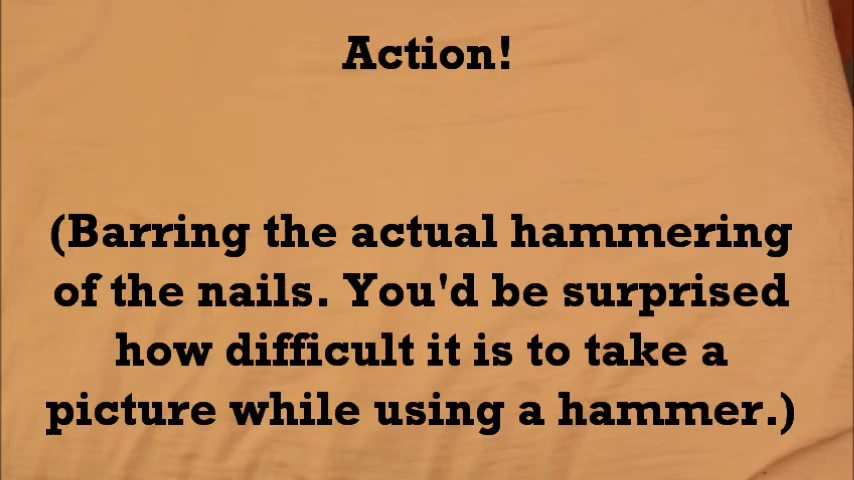 Action!
(Barring the actual hammering
of the nails. You'd be surprised
how difficult it is to take a
picture while using a hammer.)